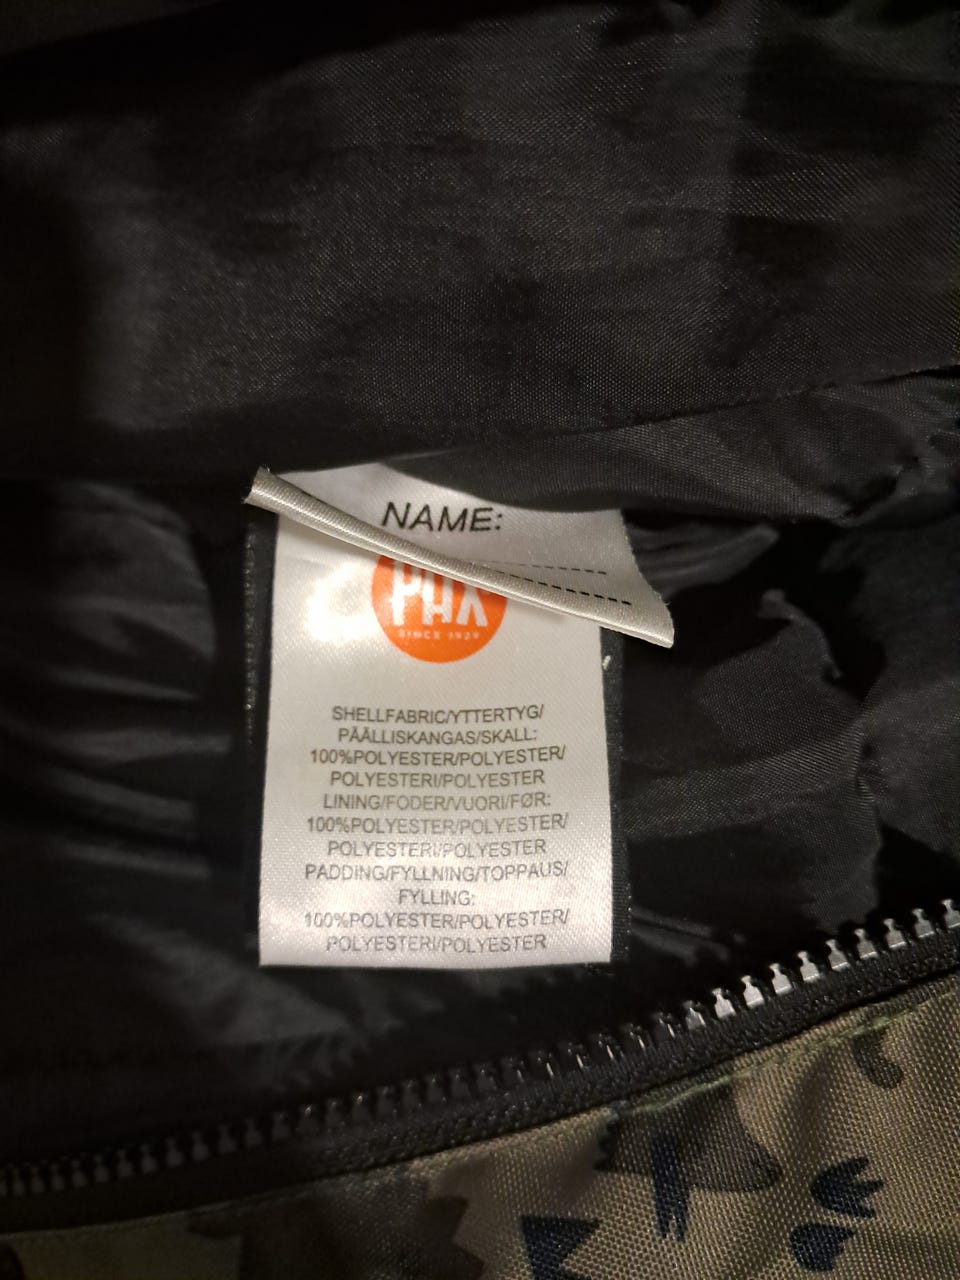 NAME:
PAX
SINCE 1929
SHELLFABRIC/YTTERTYG/
PÄÄLLISKANGAS/SKALL:
100%POLYESTER/POLYESTER/
POLYESTERI/POLYESTER
LINING/FODER/VUORI/FØR:
100%POLYESTER/POLYESTER/
POLYESTERI/POLYESTER
PADDING/FYLLNING/TOPPAUS/
FYLLING:
100%POLYESTER/POLYESTER/
POLYESTERI/POLYESTER